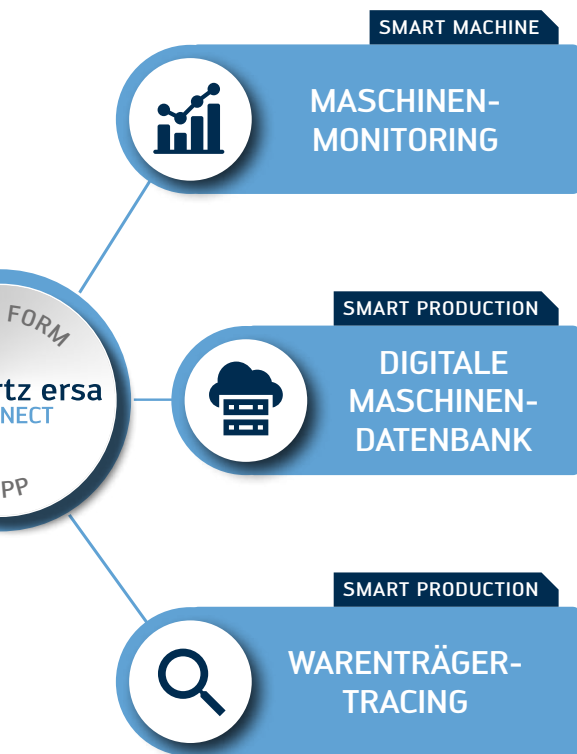 SMART MACHINE
MASCHINEN-
MONITORING
FORM
rtz ersa
NECT
PP
SMART PRODUCTION
DIGITALE
MASCHINEN-
DATENBANK
SMART PRODUCTION
WARENTRÄGER-
TRACING